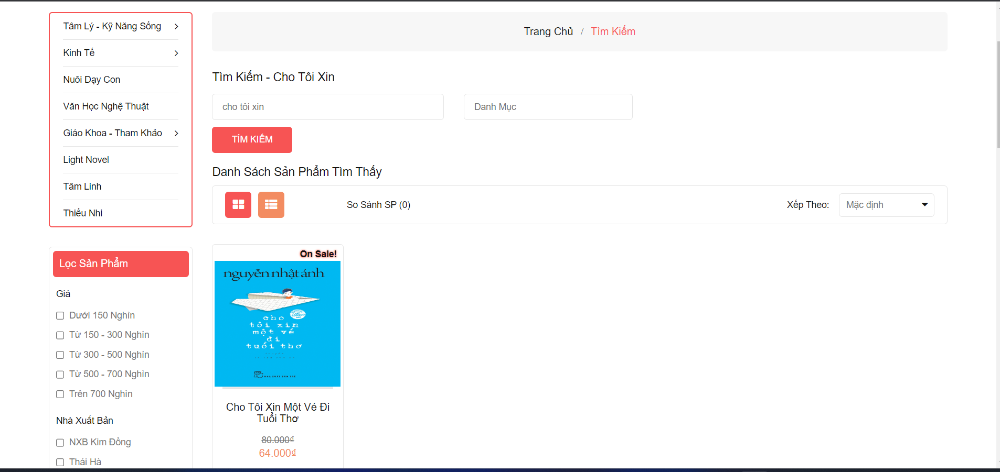 Tâm Lý - Kỹ Năng Sống
Kinh Tế
Nuôi Dạy Con
Văn Học Nghệ Thuật
Giáo Khoa - Tham Khảo
Light Novel
Tâm Linh
Thiếu Nhi
Lọc Sản Phẩm
Giá
Dưới 150 Nghìn
Từ 150 - 300 Nghìn
Từ 300 - 500 Nghìn
Từ 500 - 700 Nghìn
Trên 700 Nghìn
Nhà Xuất Bản
NXB Kim Đồng
Thái Hà
Trang Chủ / Tìm Kiếm
Tìm Kiếm - Cho Tôi Xin
cho tôi xin
Danh Mục
TÌM KIẾM
Danh Sách Sản Phẩm Tìm Thấy
So Sánh SP (0)
Xếp Theo:
Mặc định
On Sale!
nguyễn nhật ánh
cho
tôi xin
một vé
đi
tuổi thơ
NHÀ XUẤT BẢN TRẺ
Cho Tôi Xin Một Vé Đi
Tuổi Thơ
80.000₫
64.000₫